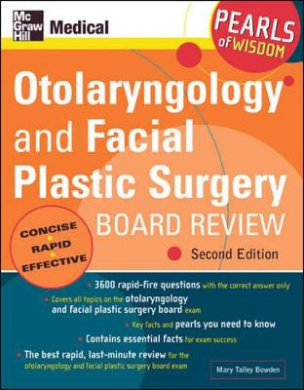 Mc
Graw
Hill
Medical
PEARLS
OF WISDOM
Otolaryngology
and Facial
Plastic Surgery
BOARD REVIEW
Second Edition
CONCISE
• RAPID •
EFFECTIVE
• 3600 rapid-fire questions with the correct answer only
• Covers all topics on the otolaryngology
and facial plastic surgery board exam
• Key facts and pearls you need to know
• Contains essential facts for exam success
• The best rapid, last-minute review for the
otolaryngology and facial plastic surgery board exam
Mary Talley Bowden